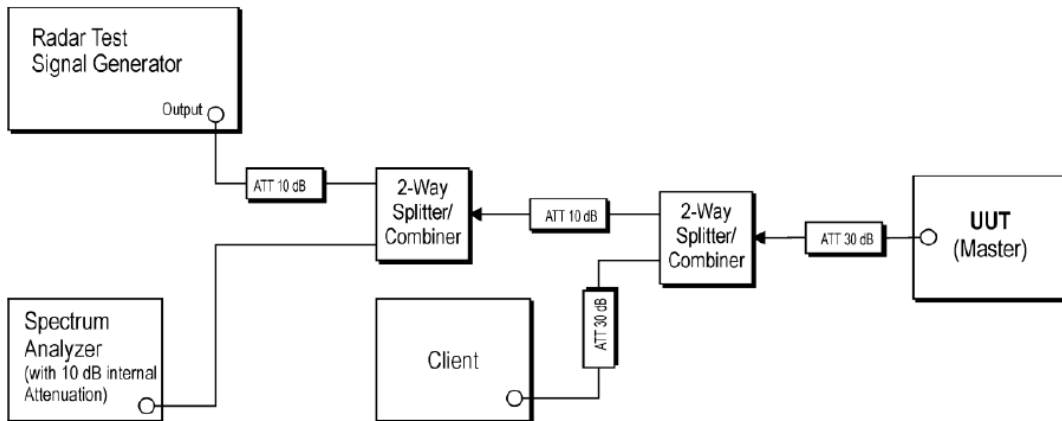 Radar Test
Signal Generator
Output
ATT 10 dB
2-Way
Splitter/
Combiner
ATT 10 dB
2-Way
Splitter/
Combiner
ATT 30 dB
UUT
(Master)
Spectrum
Analyzer
(with 10 dB internal
Attenuation)
Client
ATT 30 dB